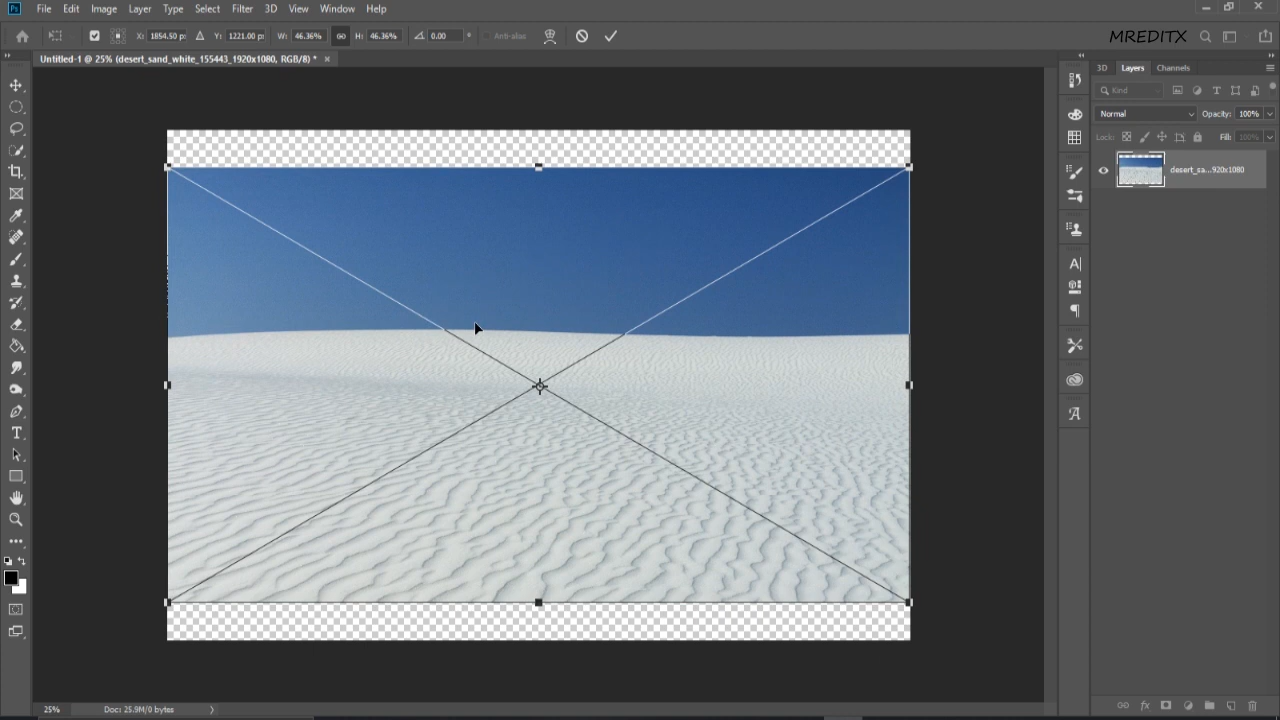 Ps File Edit Image Layer Type Select Filter 3D View Window Help
X: 1854.50 p Y: 1221.00 p W: 46.36% H: 46.36% 0.00 ° Anti-alias MREDITX
Untitled-1 @ 25% (desert_sand_white_155443_1920x1080, RGB/8) * ×
3D Layers Channels
Kind
Normal Opacity: 100%
Lock: Fill: 100%
desert_sa...920x1080
25% Doc: 25.9M/0 bytes